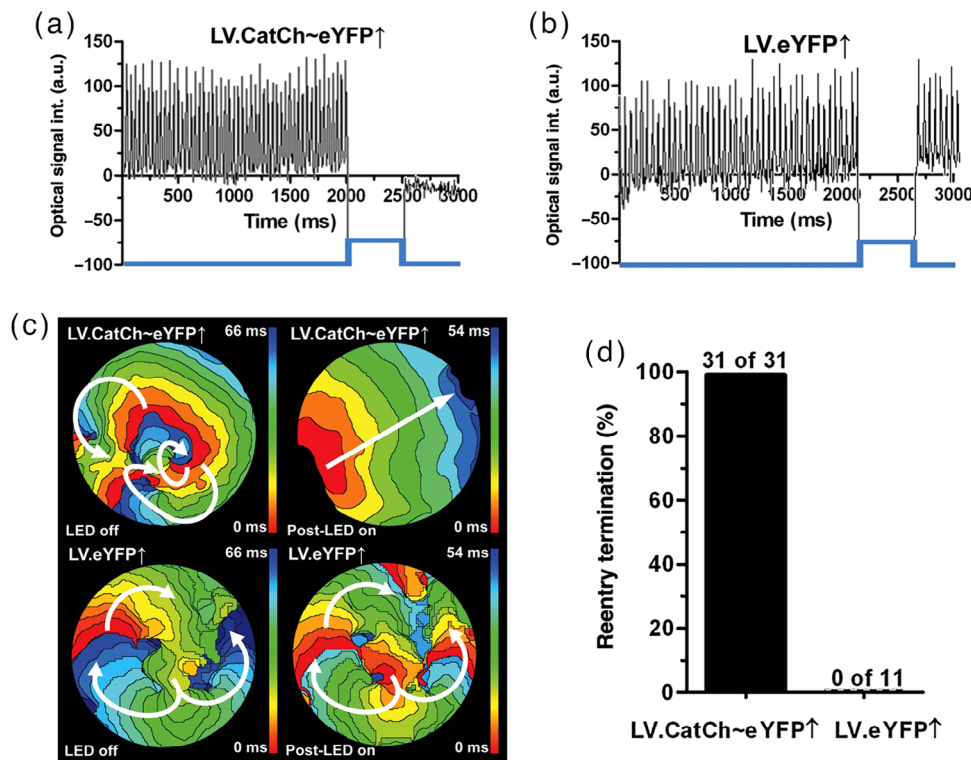 (a)
LV.CatCh~eYFP↑
Optical signal int. (a.u.)
150
100
50
0
−50
−100
500 1000 1500 2000 2500 3000
Time (ms)
(b)
LV.eYFP↑
Optical signal int. (a.u.)
150
100
50
0
−50
−100
500 1000 1500 2000 2500 3000
Time (ms)
(c)
LV.CatCh~eYFP↑ 66 ms
LED off 0 ms
LV.CatCh~eYFP↑ 54 ms
Post-LED on 0 ms
LV.eYFP↑ 66 ms
LED off 0 ms
LV.eYFP↑ 54 ms
Post-LED on 0 ms
(d)
Reentry termination (%)
100
80
60
40
20
0
31 of 31
0 of 11
LV.CatCh~eYFP↑ LV.eYFP↑